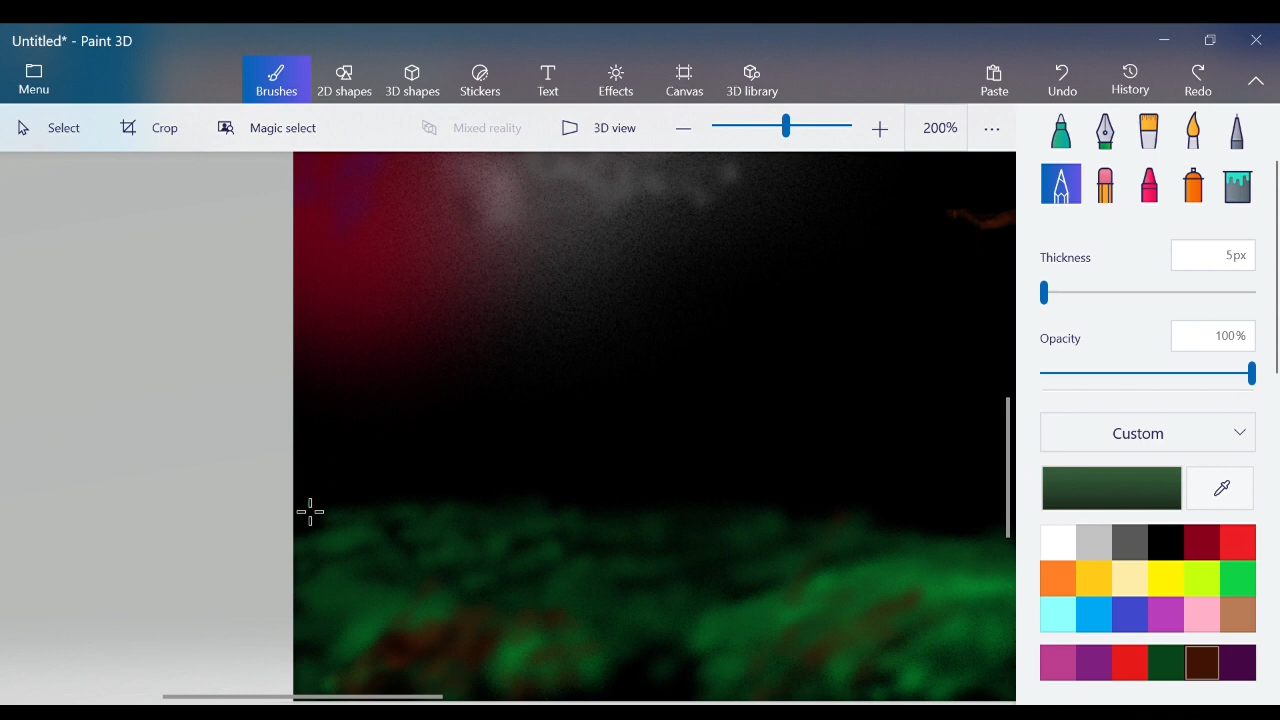 Untitled* - Paint 3D
Menu
Brushes 2D shapes 3D shapes Stickers Text Effects Canvas 3D library Paste Undo History Redo
Select Crop Magic select Mixed reality 3D view 200%
Thickness 5px
Opacity 100%
Custom